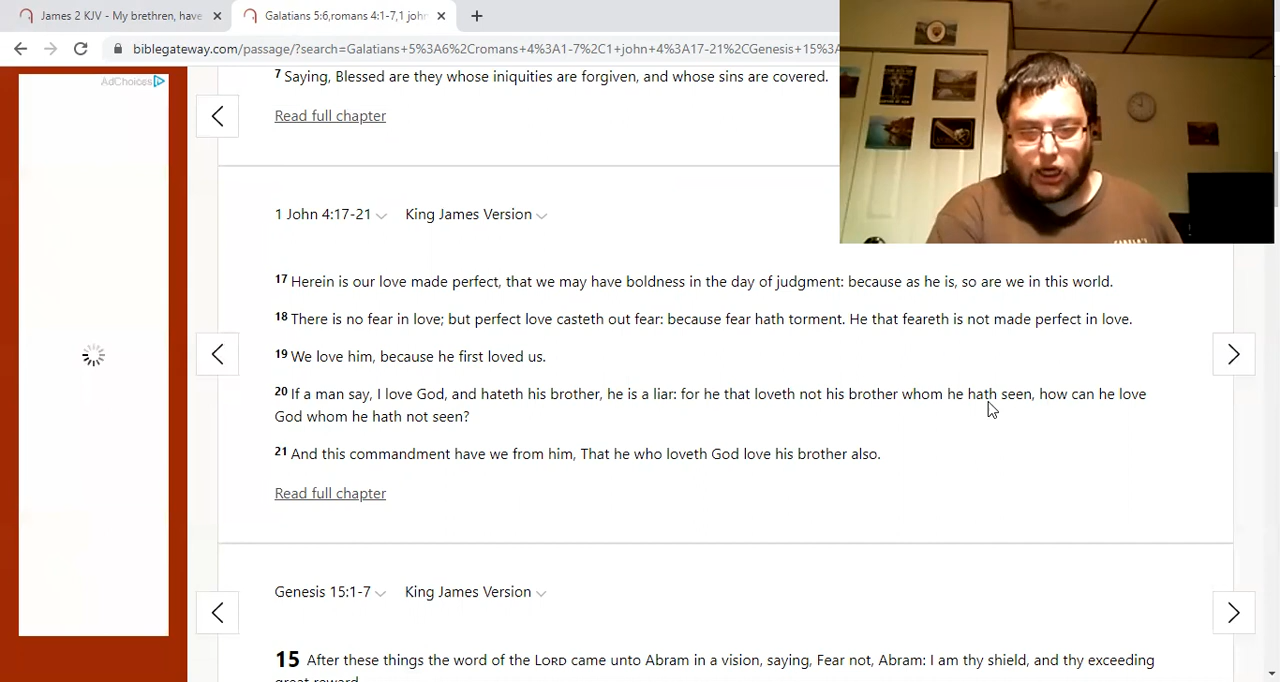 James 2 KJV - My brethren, have
Galatians 5:6,romans 4:1-7,1 john
biblegateway.com/passage/?search=Galatians+5%3A6%2Cromans+4%3A1-7%2C1+john+4%3A17-21%2CGenesis+15%3A
AdChoices
7 Saying, Blessed are they whose iniquities are forgiven, and whose sins are covered.
Read full chapter
1 John 4:17-21 King James Version
17 Herein is our love made perfect, that we may have boldness in the day of judgment: because as he is, so are we in this world.
18 There is no fear in love; but perfect love casteth out fear: because fear hath torment. He that feareth is not made perfect in love.
19 We love him, because he first loved us.
20 If a man say, I love God, and hateth his brother, he is a liar: for he that loveth not his brother whom he hath seen, how can he love
God whom he hath not seen?
21 And this commandment have we from him, That he who loveth God love his brother also.
Read full chapter
Genesis 15:1-7 King James Version
15 After these things the word of the LORD came unto Abram in a vision, saying, Fear not, Abram: I am thy shield, and thy exceeding
great reward.